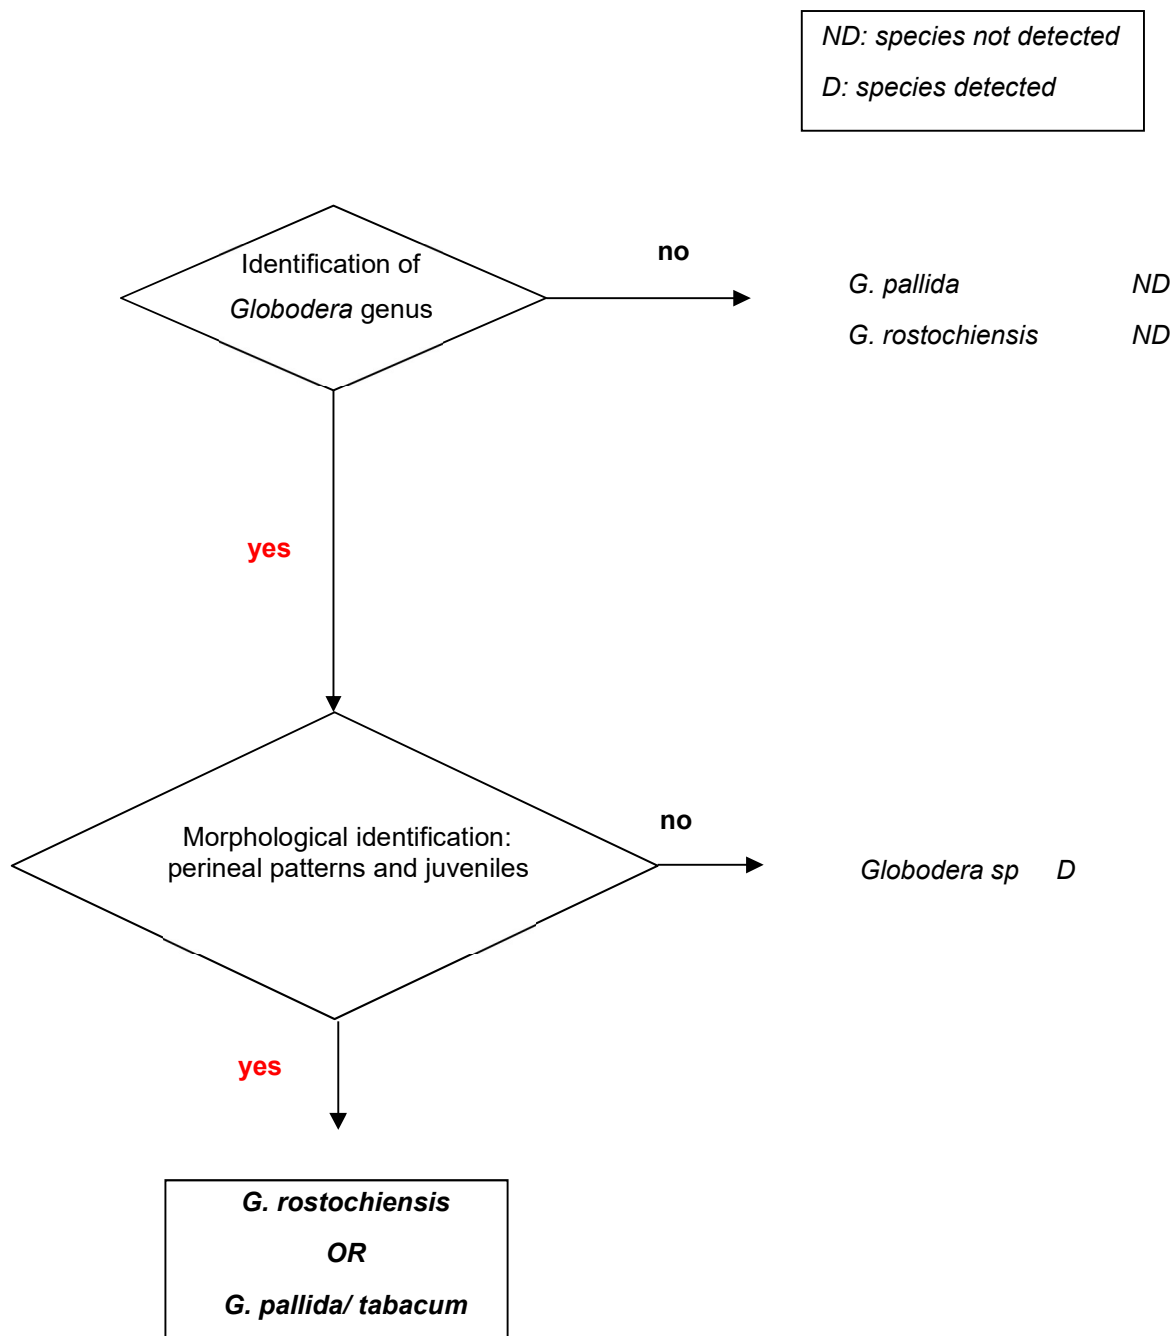 ND: species not detected
D: species detected
Identification of
Globodera genus
no
G. pallida ND
G. rostochiensis ND
yes
Morphological identification:
perineal patterns and juveniles
no
Globodera sp D
yes
G. rostochiensis
OR
G. pallida/ tabacum